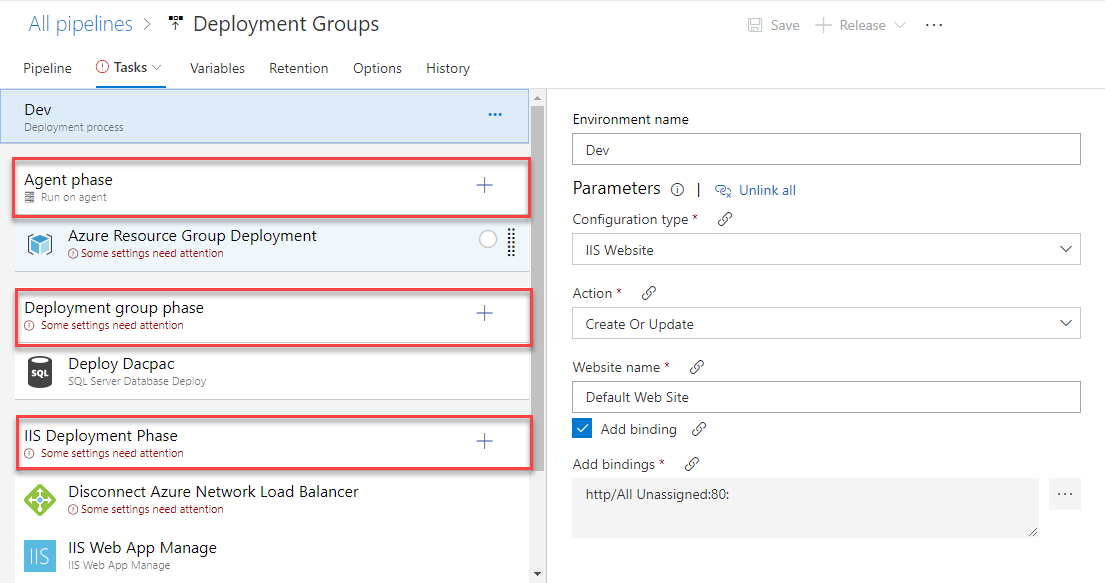 All pipelines > Deployment Groups
Save
Release
...
Pipeline
Tasks
Variables
Retention
Options
History
Dev
Deployment process
...
Agent phase
Run on agent
Azure Resource Group Deployment
Some settings need attention
Deployment group phase
Some settings need attention
SQL
Deploy Dacpac
SQL Server Database Deploy
IIS Deployment Phase
Some settings need attention
Disconnect Azure Network Load Balancer
Some settings need attention
IIS
IIS Web App Manage
IIS Web App Manage
Environment name
Dev
Parameters | Unlink all
Configuration type *
IIS Website
Action *
Create Or Update
Website name *
Default Web Site
Add binding
Add bindings *
http/All Unassigned:80:
...